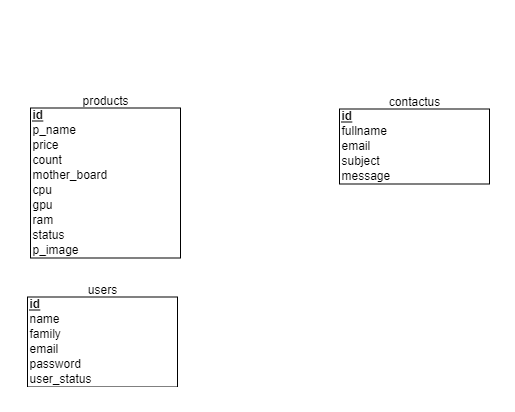 products
id
p_name
price
count
mother_board
cpu
gpu
ram
status
p_image
contactus
id
fullname
email
subject
message
users
id
name
family
email
password
user_status